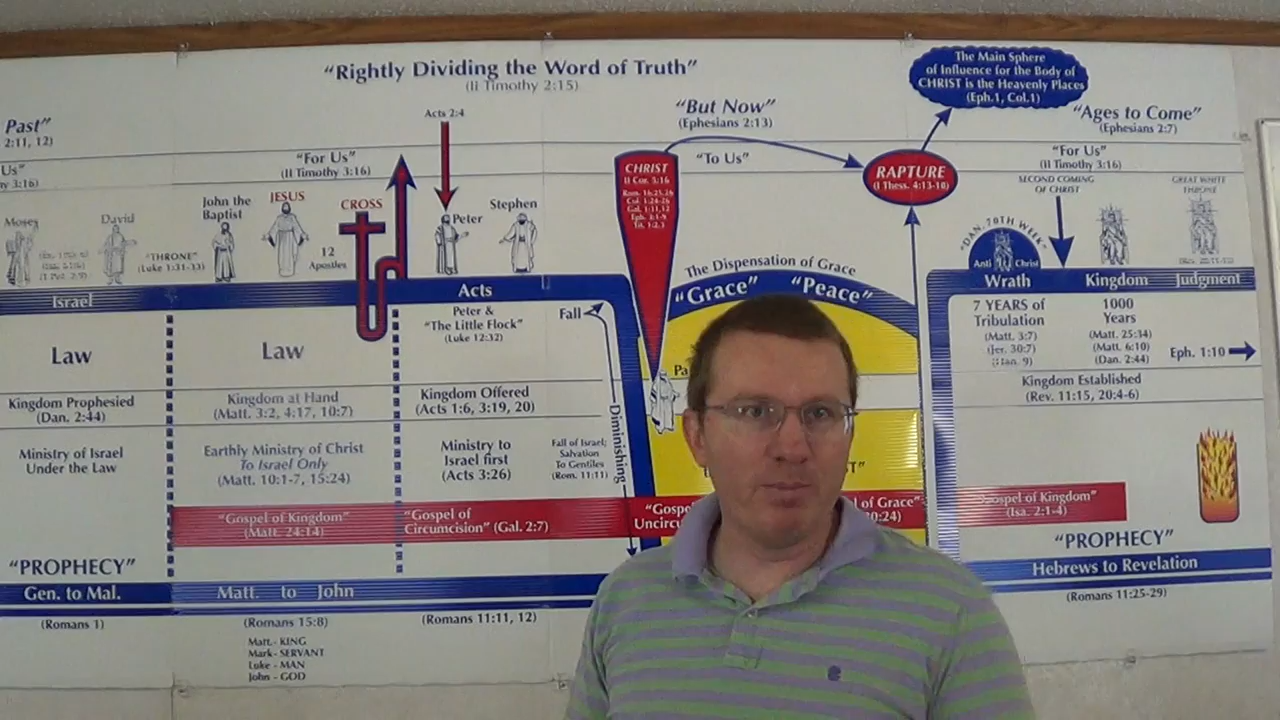 “Rightly Dividing the Word of Truth”
(II Timothy 2:15)
The Main Sphere
of Influence for the Body of
CHRIST is the Heavenly Places
(Eph.1, Col.1)
Past”
2:11, 12)
Acts 2:4
“But Now”
(Ephesians 2:13)
“Ages to Come”
(Ephesians 2:7)
Us”
3:16)
“For Us”
(II Timothy 3:16)
“To Us”
“For Us”
(II Timothy 3:16)
CHRIST
II Cor. 5:16
RAPTURE
(I Thess. 4:13-18)
SECOND COMING
OF CHRIST
GREAT WHITE
THRONE
Moses
David
“THRONE”
(Luke 1:31-33)
John the
Baptist
JESUS
12
Apostles
CROSS
Peter
Stephen
“DAN. 70TH WEEK”
Anti Christ
The Dispensation of Grace
“Grace” “Peace”
Israel
Acts
Wrath
Kingdom
Judgment
Law
Law
Peter &
“The Little Flock”
(Luke 12:32)
Fall
Diminishing
Pa
7 YEARS of
Tribulation
(Matt. 3:7)
(Jer. 30:7)
(Dan. 9)
1000
Years
(Matt. 25:34)
(Matt. 6:10)
(Dan. 2:44)
Eph. 1:10
Kingdom Prophesied
(Dan. 2:44)
Kingdom at Hand
(Matt. 3:2, 4:17, 10:7)
Kingdom Offered
(Acts 1:6, 3:19, 20)
Kingdom Established
(Rev. 11:15, 20:4-6)
Ministry of Israel
Under the Law
Earthly Ministry of Christ
To Israel Only
(Matt. 10:1-7, 15:24)
Ministry to
Israel first
(Acts 3:26)
Fall of Israel;
Salvation
To Gentiles
(Rom. 11:11)
“Gospel of Kingdom”
(Matt. 24:14)
“Gospel of
Circumcision” (Gal. 2:7)
“Gosp
Uncircu
l of Grace”
20:24)
“Gospel of Kingdom”
(Isa. 2:1-4)
“PROPHECY”
“PROPHECY”
Gen. to Mal.
Matt. to John
Hebrews to Revelation
(Romans 1)
(Romans 15:8)
(Romans 11:11, 12)
(Romans 11:25-29)
Matt.- KING
Mark- SERVANT
Luke - MAN
John - GOD